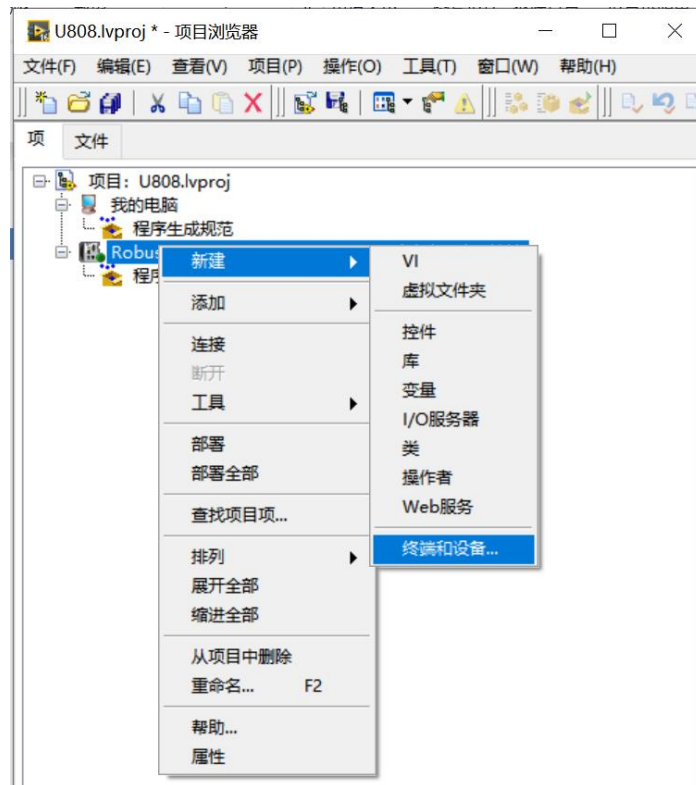 U808.lvproj * - 项目浏览器
文件(F) 编辑(E) 查看(V) 项目(P) 操作(O) 工具(T) 窗口(W) 帮助(H)
项 文件
项目: U808.lvproj
我的电脑
程序生成规范
新建
VI
虚拟文件夹
添加
控件
连接
库
断开
变量
工具
I/O服务器
类
部署
操作者
部署全部
Web服务
查找项目项...
终端和设备...
排列
展开全部
缩进全部
从项目中删除
重命名... F2
帮助...
属性